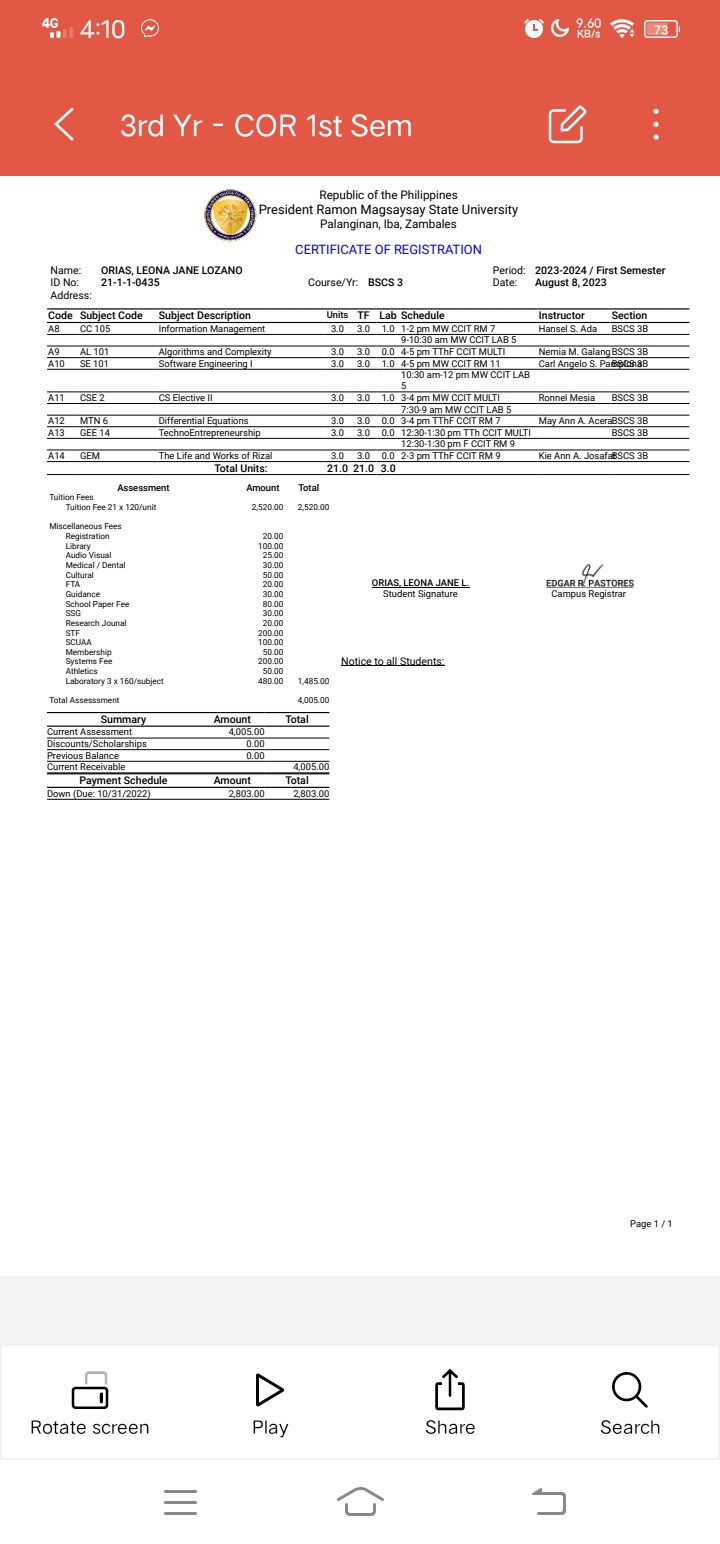 4G 4:10 9.60 KB/s 73
3rd Yr - COR 1st Sem
Republic of the Philippines
President Ramon Magsaysay State University
Palanginan, Iba, Zambales
CERTIFICATE OF REGISTRATION
Name: ORIAS, LEONA JANE LOZANO Period: 2023-2024 / First Semester
ID No: 21-1-1-0435 Course/Yr: BSCS 3 Date: August 8, 2023
Address:
Code Subject Code Subject Description Units TF Lab Schedule Instructor Section
A8 CC 105 Information Management 3.0 3.0 1.0 1-2 pm MW CCIT RM 7 Hansel S. Ada BSCS 3B
9-10:30 am MW CCIT LAB 5
A9 AL 101 Algorithms and Complexity 3.0 3.0 0.0 4-5 pm TThF CCIT MULTI Nemia M. Galang BSCS 3B
A10 SE 101 Software Engineering I 3.0 3.0 1.0 4-5 pm MW CCIT RM 11 Carl Angelo S. Pamplona BSCS 3B
10:30 am-12 pm MW CCIT LAB
5
A11 CSE 2 CS Elective II 3.0 3.0 1.0 3-4 pm MW CCIT MULTI Ronnel Mesia BSCS 3B
7:30-9 am MW CCIT LAB 5
A12 MTN 6 Differential Equations 3.0 3.0 0.0 3-4 pm TThF CCIT RM 7 May Ann A. Acera BSCS 3B
A13 GEE 14 TechnoEntrepreneurship 3.0 3.0 0.0 12:30-1:30 pm TTh CCIT MULTI BSCS 3B
12:30-1:30 pm F CCIT RM 9
A14 GEM The Life and Works of Rizal 3.0 3.0 0.0 2-3 pm TThF CCIT RM 9 Kie Ann A. Josafat BSCS 3B
Total Units: 21.0 21.0 3.0
Assessment Amount Total
Tuition Fees
Tuition Fee 21 x 120/unit 2,520.00 2,520.00
Miscellaneous Fees
Registration 20.00
Library 100.00
Audio Visual 25.00
Medical / Dental 30.00
Cultural 50.00
FTA 20.00
Guidance 30.00
School Paper Fee 80.00
SSG 30.00
Research Jounal 20.00
STF 200.00
SCUAA 100.00
Membership 50.00
Systems Fee 200.00
Athletics 50.00
Laboratory 3 x 160/subject 480.00 1,485.00
Total Assesssment 4,005.00
ORIAS, LEONA JANE L. EDGAR R. PASTORES
Student Signature Campus Registrar
Notice to all Students:
Summary Amount Total
Current Assessment 4,005.00
Discounts/Scholarships 0.00
Previous Balance 0.00
Current Receivable 4,005.00
Payment Schedule Amount Total
Down (Due: 10/31/2022) 2,803.00 2,803.00
Page 1 / 1
Rotate screen Play Share Search